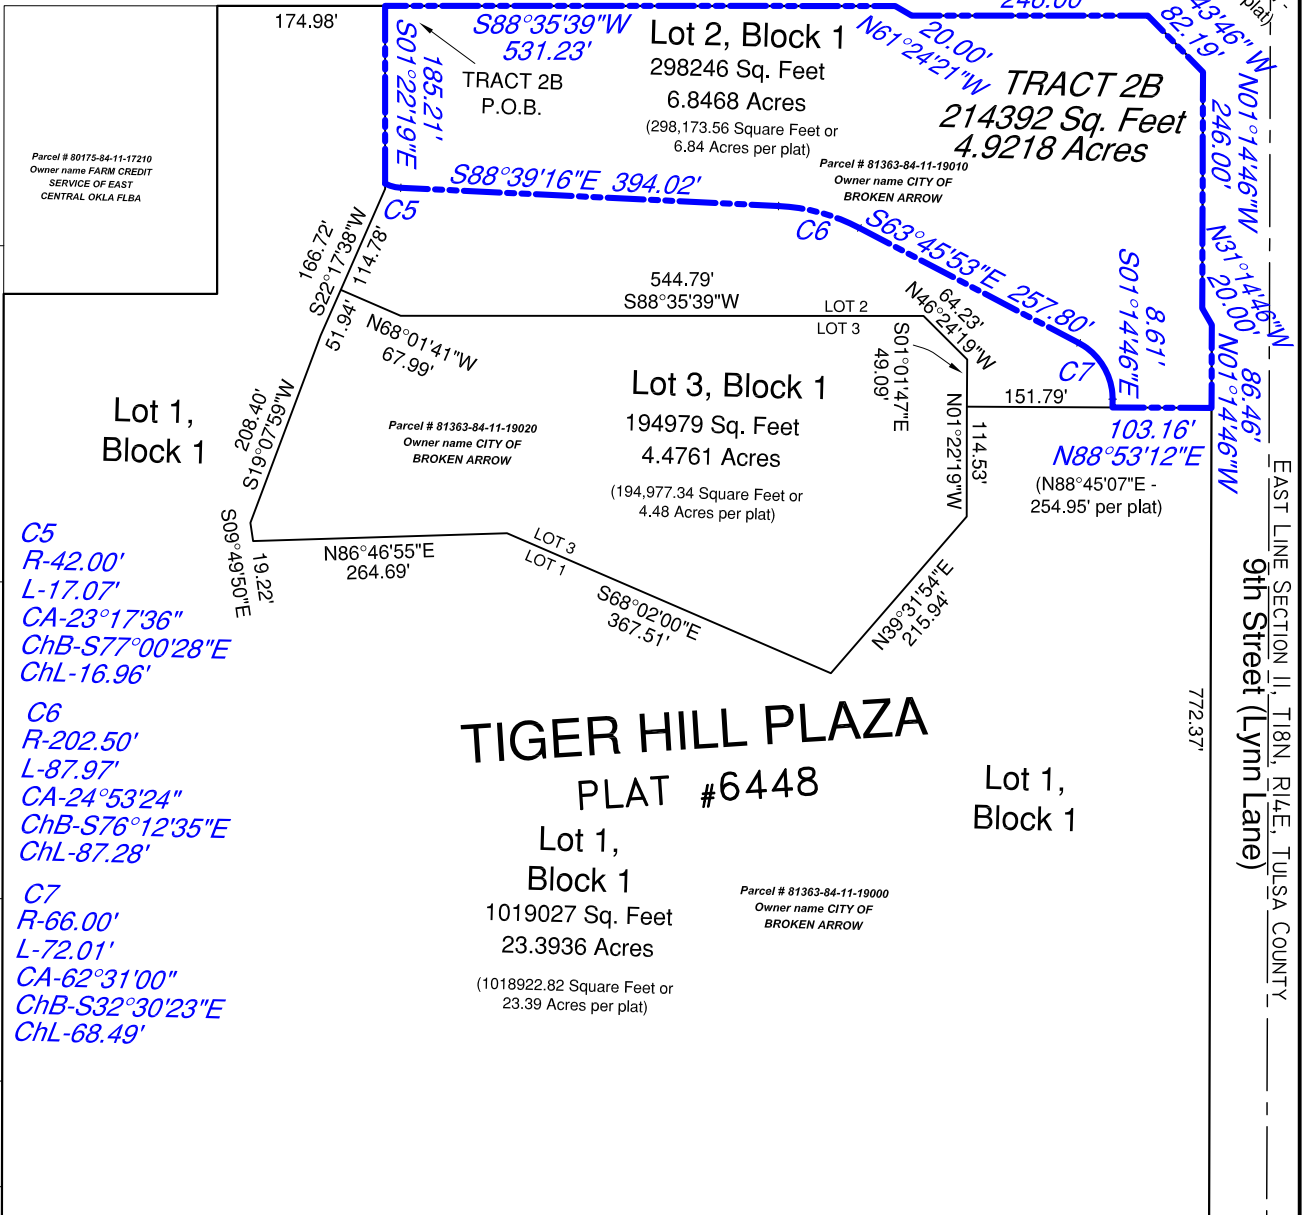 174.98'
S88°35'39"W
531.23'
S01°22'19"E
185.21'
TRACT 2B
P.O.B.
Lot 2, Block 1
298246 Sq. Feet
6.8468 Acres
(298,173.56 Square Feet or
6.84 Acres per plat)
20.00'
N61°24'21"W
82.19'
plat)
TRACT 2B
214392 Sq. Feet
4.9218 Acres
N01°14'46"W
246.00'
Parcel # 80175-84-11-17210
Owner name FARM CREDIT
SERVICE OF EAST
CENTRAL OKLA FLBA
Parcel # 81363-84-11-19010
Owner name CITY OF
BROKEN ARROW
S88°39'16"E 394.02'
C5
C6
S63°45'53"E 257.80'
166.72'
S22°17'38"W
114.78'
N31°14'46"W
20.00'
S01°14'46"E
8.61'
544.79'
S88°35'39"W
LOT 2
LOT 3
64.23'
N46°24'19"W
51.94'
N68°01'41"W
67.99'
S01°01'47"E
49.09'
C7
86.46'
N01°14'46"W
151.79'
Lot 3, Block 1
194979 Sq. Feet
4.4761 Acres
(194,977.34 Square Feet or
4.48 Acres per plat)
Lot 1,
Block 1
208.40'
S19°07'59"W
Parcel # 81363-84-11-19020
Owner name CITY OF
BROKEN ARROW
N01°22'19"W
114.53'
103.16'
N88°53'12"E
(N88°45'07"E -
254.95' per plat)
S09°49'50"E
19.22'
N86°46'55"E
264.69'
LOT 3
LOT 1
S68°02'00"E
367.51'
N39°31'54"E
215.94'
EAST LINE SECTION 11, T18N, R14E, TULSA COUNTY
9th Street (Lynn Lane)
C5
R-42.00'
L-17.07'
CA-23°17'36"
ChB-S77°00'28"E
ChL-16.96'
C6
R-202.50'
L-87.97'
CA-24°53'24"
ChB-S76°12'35"E
ChL-87.28'
C7
R-66.00'
L-72.01'
CA-62°31'00"
ChB-S32°30'23"E
ChL-68.49'
TIGER HILL PLAZA
PLAT #6448
772.37'
Lot 1,
Block 1
Lot 1,
Block 1
1019027 Sq. Feet
23.3936 Acres
(1018922.82 Square Feet or
23.39 Acres per plat)
Parcel # 81363-84-11-19000
Owner name CITY OF
BROKEN ARROW